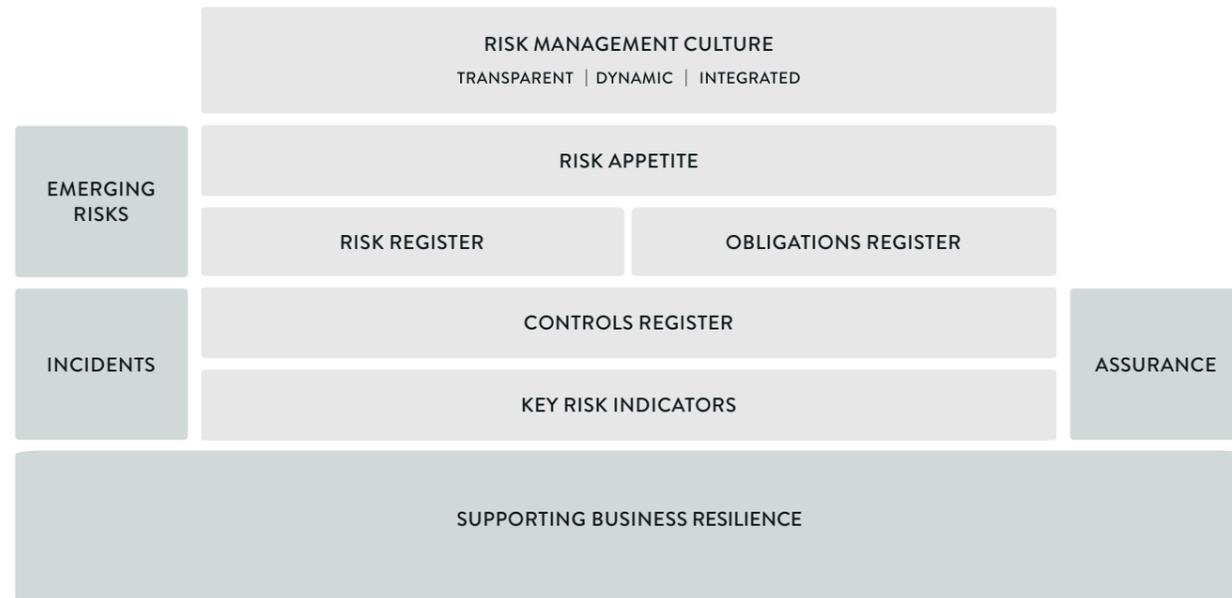 RISK MANAGEMENT CULTURE
TRANSPARENT | DYNAMIC | INTEGRATED
RISK APPETITE
EMERGING
RISKS
RISK REGISTER
OBLIGATIONS REGISTER
CONTROLS REGISTER
INCIDENTS
ASSURANCE
KEY RISK INDICATORS
SUPPORTING BUSINESS RESILIENCE